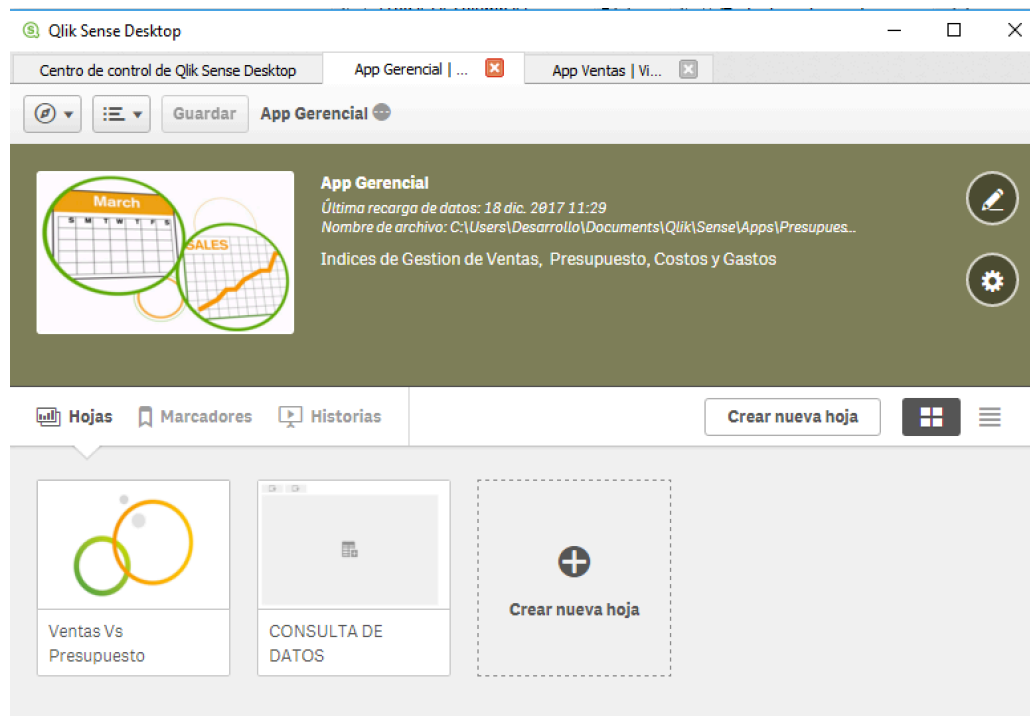 Qlik Sense Desktop
Centro de control de Qlik Sense Desktop
App Gerencial | ...
App Ventas | Vi...
Guardar
App Gerencial
March
S M T W T F S
SALES
App Gerencial
Última recarga de datos: 18 dic. 2017 11:29
Nombre de archivo: C:\Users\Desarrollo\Documents\Qlik\Sense\Apps\Presupues...
Indices de Gestion de Ventas, Presupuesto, Costos y Gastos
Hojas
Marcadores
Historias
Crear nueva hoja
Ventas Vs
Presupuesto
CONSULTA DE
DATOS
Crear nueva hoja